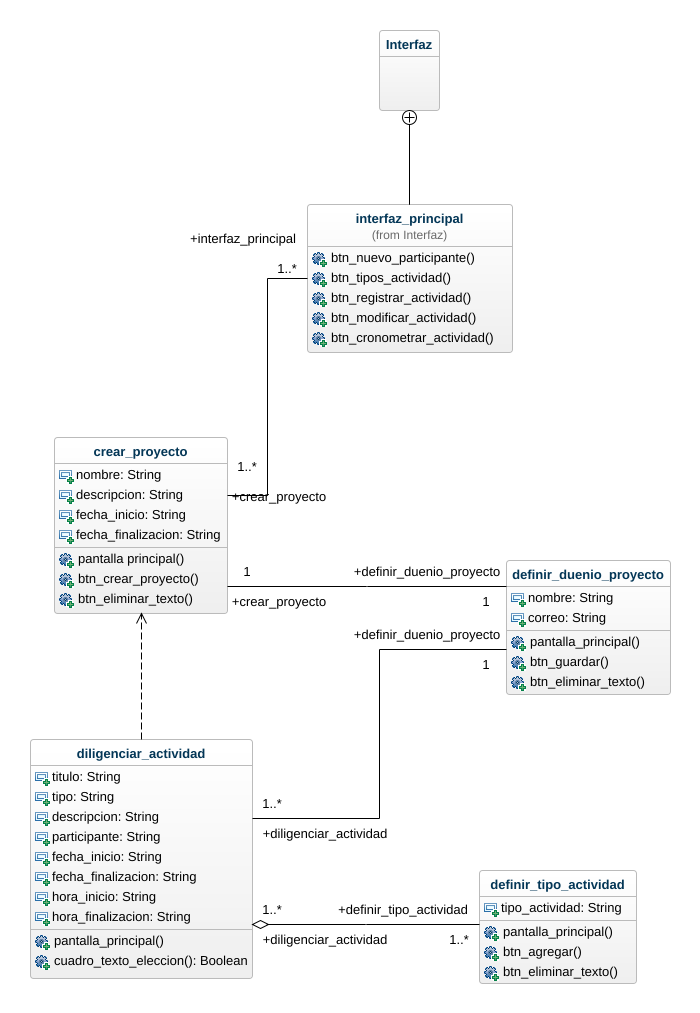 Interfaz
interfaz_principal
(from Interfaz)
btn_nuevo_participante()
btn_tipos_actividad()
btn_registrar_actividad()
btn_modificar_actividad()
btn_cronometrar_actividad()
+interfaz_principal
1..*
1..*
+crear_proyecto
crear_proyecto
nombre: String
descripcion: String
fecha_inicio: String
fecha_finalizacion: String
pantalla principal()
btn_crear_proyecto()
btn_eliminar_texto()
1
+crear_proyecto
+definir_duenio_proyecto
1
definir_duenio_proyecto
nombre: String
correo: String
pantalla_principal()
btn_guardar()
btn_eliminar_texto()
+definir_duenio_proyecto
1
diligenciar_actividad
titulo: String
tipo: String
descripcion: String
participante: String
fecha_inicio: String
fecha_finalizacion: String
hora_inicio: String
hora_finalizacion: String
pantalla_principal()
cuadro_texto_eleccion(): Boolean
1..*
+diligenciar_actividad
1..*
+diligenciar_actividad
+definir_tipo_actividad
1..*
definir_tipo_actividad
tipo_actividad: String
pantalla_principal()
btn_agregar()
btn_eliminar_texto()